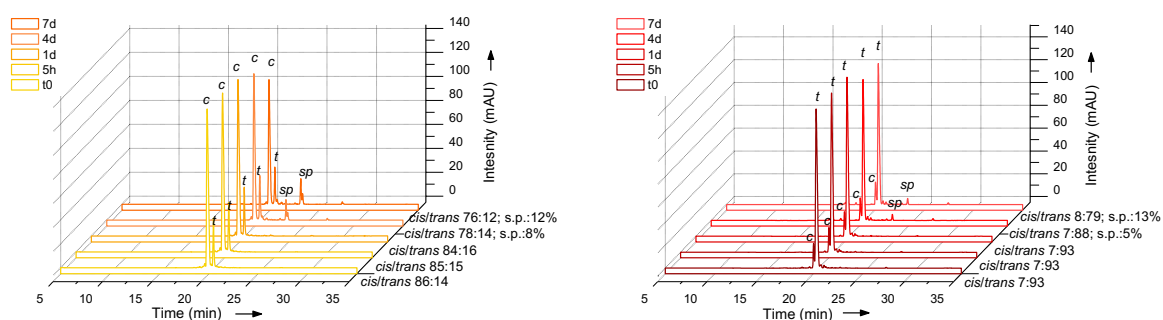 7d
4d
1d
5h
t0
c
c
c
c
c
t
t
t
t
t
sp
sp
140
120
100
80
60
40
20
0
Intesnity (mAU)
cis/trans 76:12; s.p.:12%
cis/trans 78:14; s.p.:8%
cis/trans 84:16
cis/trans 85:15
cis/trans 86:14
5
10
15
20
25
30
35
Time (min)
7d
4d
1d
5h
t0
t
t
t
t
t
c
c
c
c
c
sp
sp
140
120
100
80
60
40
20
0
Intesnity (mAU)
cis/trans 8:79; s.p.:13%
cis/trans 7:88; s.p.:5%
cis/trans 7:93
cis/trans 7:93
cis/trans 7:93
5
10
15
20
25
30
35
Time (min)